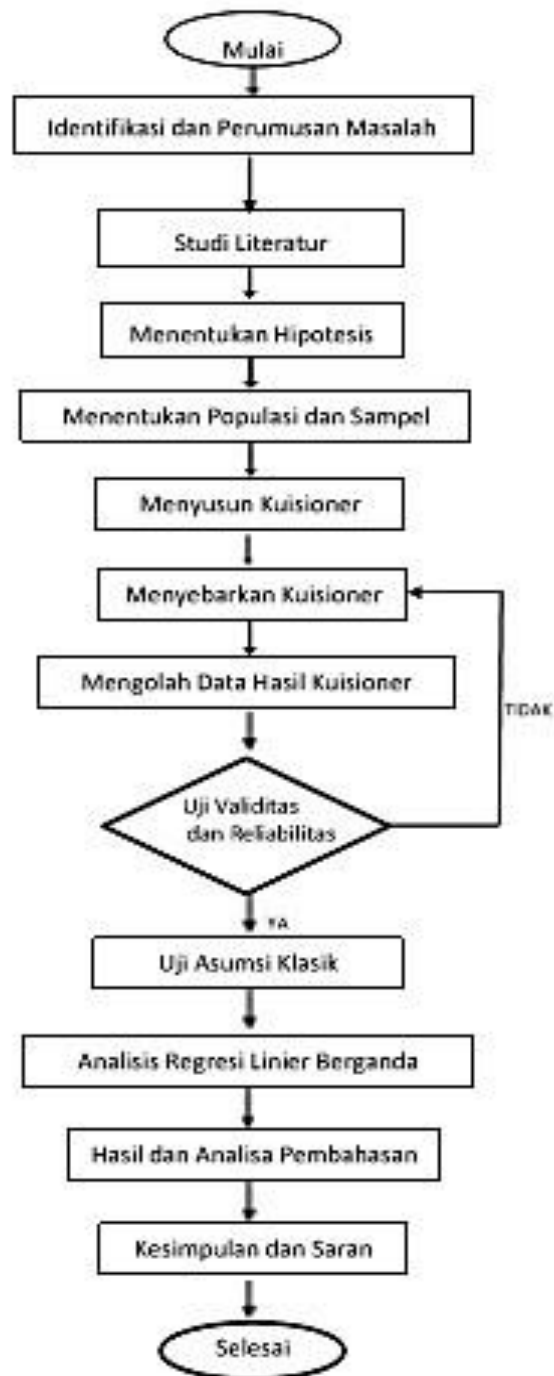 Mulai
Identifikasi dan Perumusan Masalah
Studi Literatur
Menentukan Hipotesis
Menentukan Populasi dan Sampel
Menyusun Kuisioner
Menyebarkan Kuisioner
Mengolah Data Hasil Kuisioner
TIDAK
Uji Validitas
dan Reliabilitas
YA
Uji Asumsi Klasik
Analisis Regresi Linier Berganda
Hasil dan Analisa Pembahasan
Kesimpulan dan Saran
Selesai